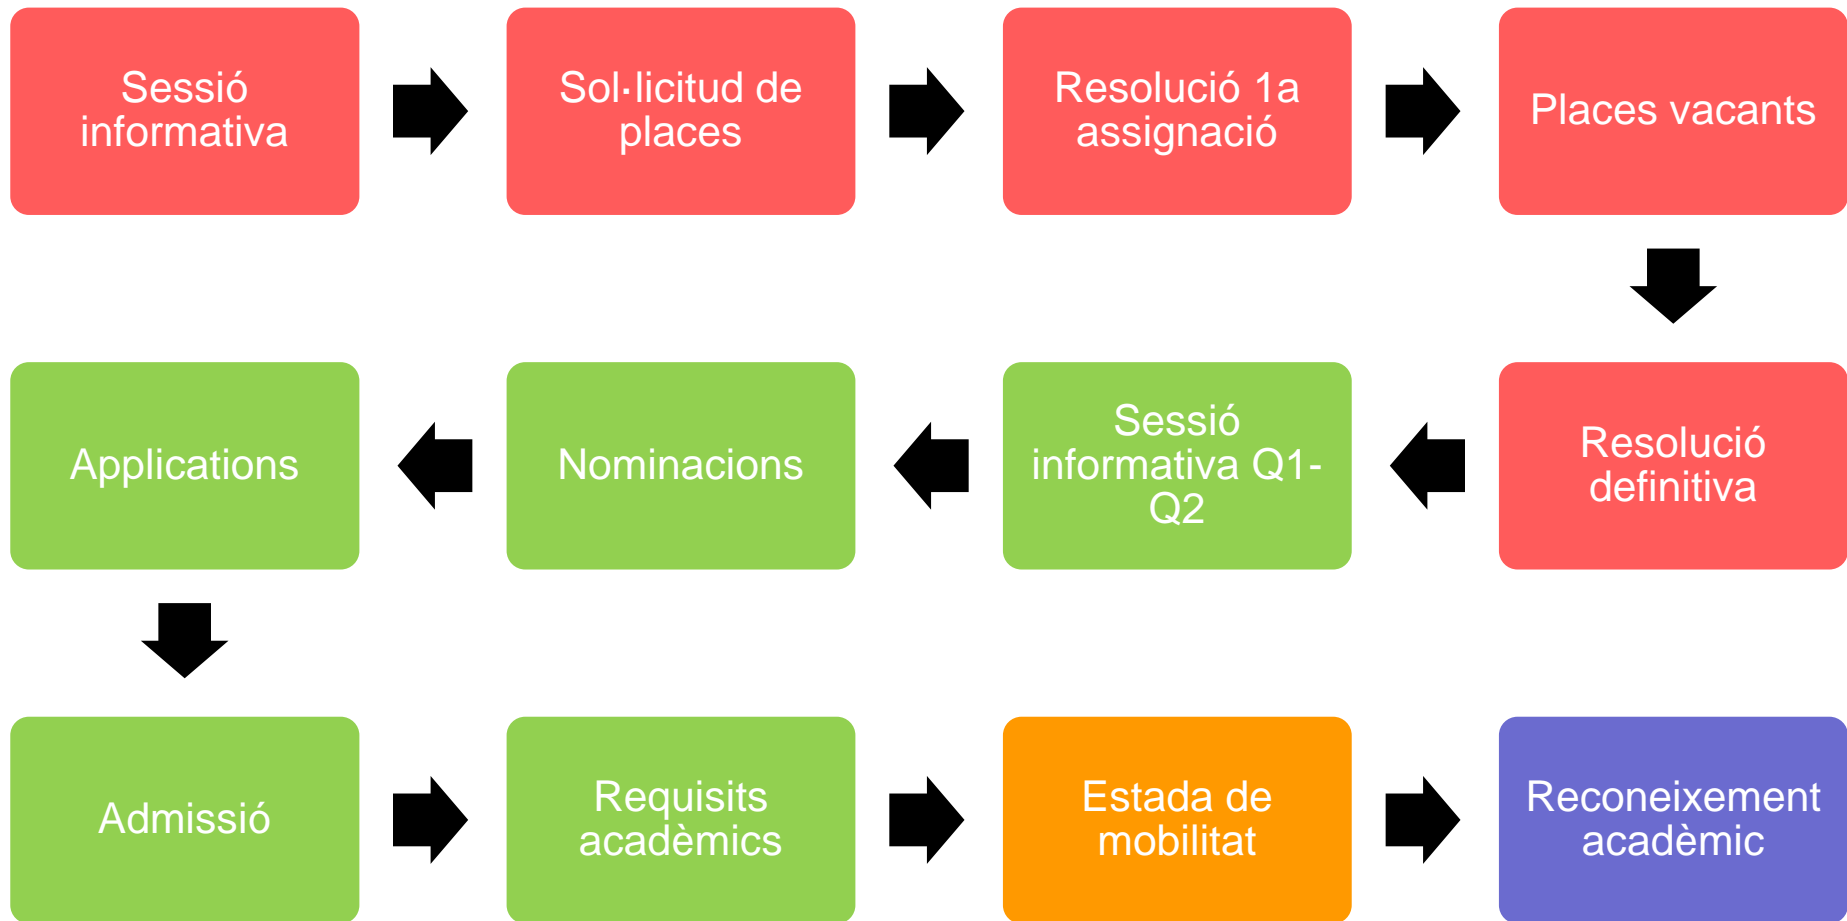 Sessió
informativa
Sol·licitud de
places
Resolució 1a
assignació
Places vacants
Applications
Nominacions
Sessió
informativa Q1-
Q2
Resolució
definitiva
Admissió
Requisits
acadèmics
Estada de
mobilitat
Reconeixement
acadèmic